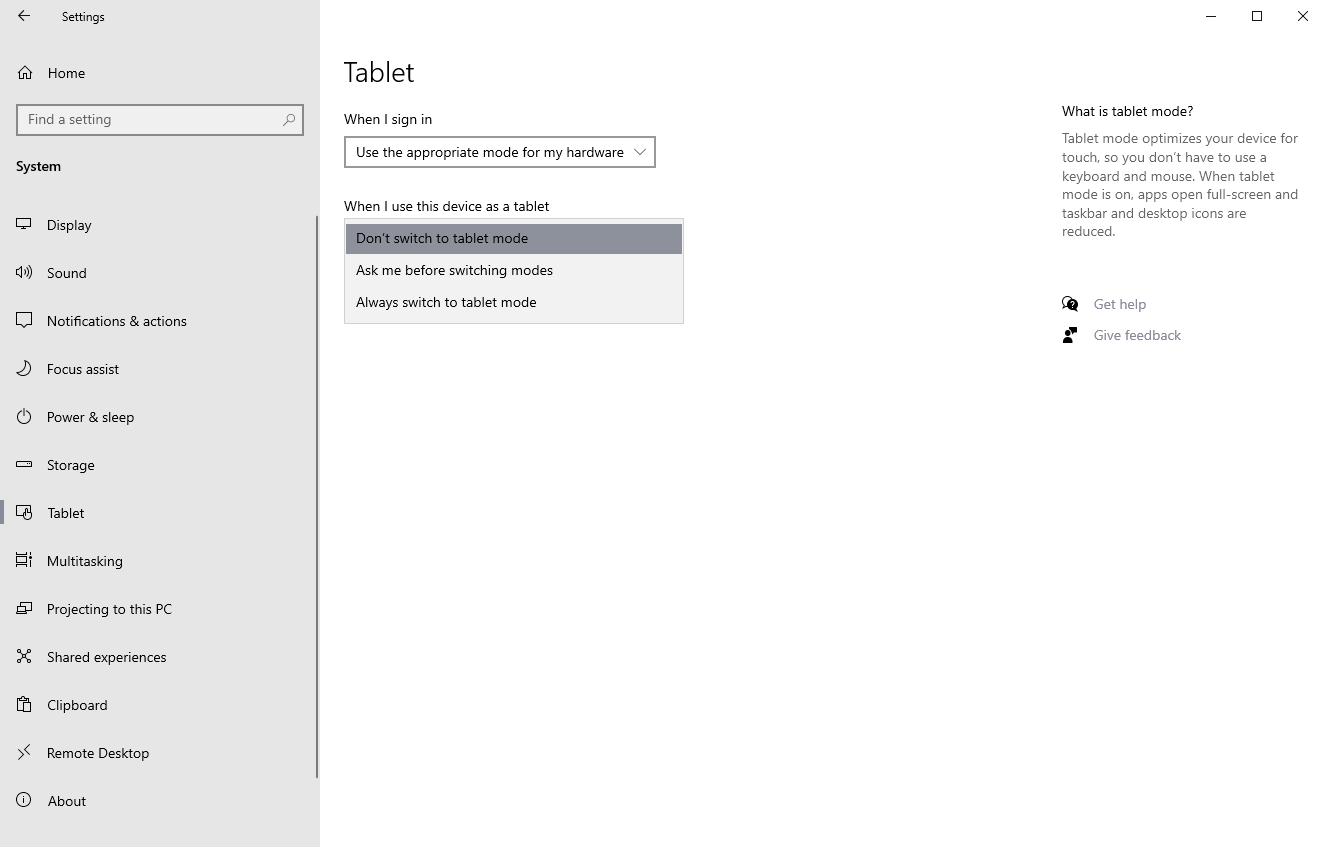 Settings
Home
Find a setting
System
Display
Sound
Notifications & actions
Focus assist
Power & sleep
Storage
Tablet
Multitasking
Projecting to this PC
Shared experiences
Clipboard
Remote Desktop
About
Tablet
When I sign in
Use the appropriate mode for my hardware
When I use this device as a tablet
Don't switch to tablet mode
Ask me before switching modes
Always switch to tablet mode
What is tablet mode?
Tablet mode optimizes your device for
touch, so you don't have to use a
keyboard and mouse. When tablet
mode is on, apps open full-screen and
taskbar and desktop icons are
reduced.
Get help
Give feedback